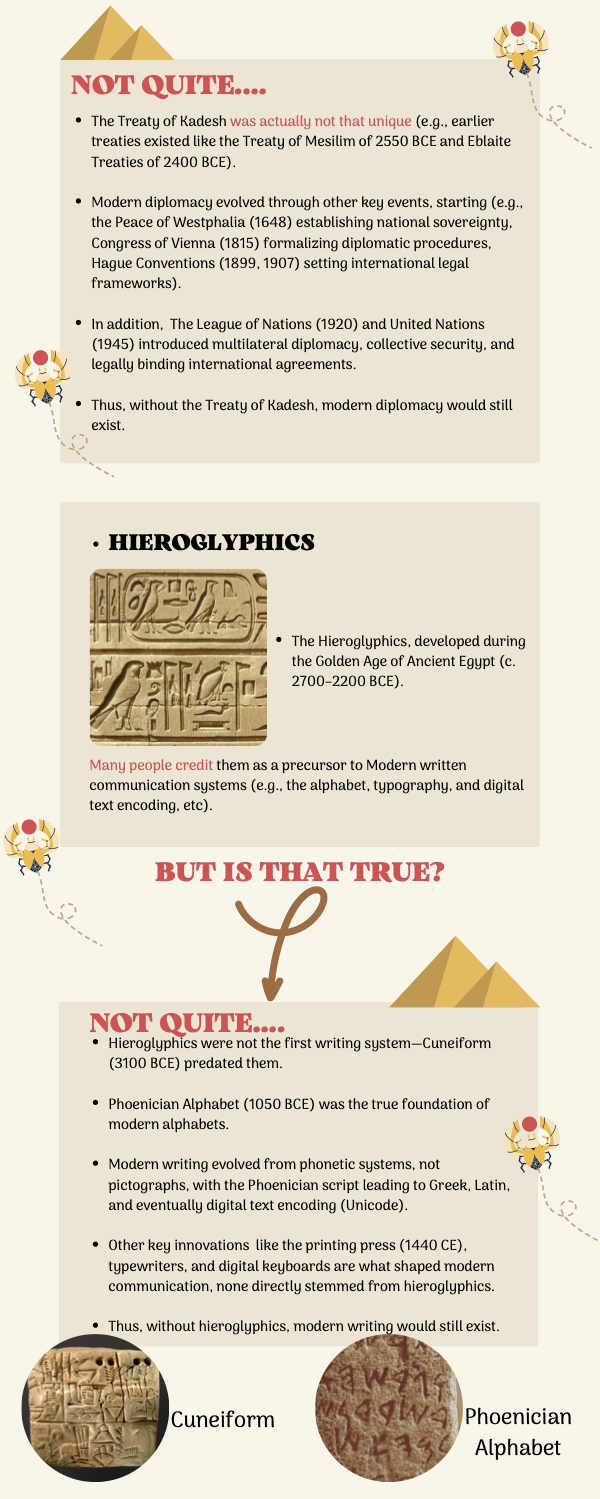 NOT QUITE....
• The Treaty of Kadesh was actually not that unique (e.g., earlier
treaties existed like the Treaty of Mesilim of 2550 BCE and Eblaite
Treaties of 2400 BCE).
• Modern diplomacy evolved through other key events, starting (e.g.,
the Peace of Westphalia (1648) establishing national sovereignty,
Congress of Vienna (1815) formalizing diplomatic procedures,
Hague Conventions (1899, 1907) setting international legal
frameworks).
• In addition, The League of Nations (1920) and United Nations
(1945) introduced multilateral diplomacy, collective security, and
legally binding international agreements.
• Thus, without the Treaty of Kadesh, modern diplomacy would still
exist.
• HIEROGLYPHICS
• The Hieroglyphics, developed during
the Golden Age of Ancient Egypt (c.
2700–2200 BCE).
Many people credit them as a precursor to Modern written
communication systems (e.g., the alphabet, typography, and digital
text encoding, etc).
BUT IS THAT TRUE?
NOT QUITE....
• Hieroglyphics were not the first writing system—Cuneiform
(3100 BCE) predated them.
• Phoenician Alphabet (1050 BCE) was the true foundation of
modern alphabets.
• Modern writing evolved from phonetic systems, not
pictographs, with the Phoenician script leading to Greek, Latin,
and eventually digital text encoding (Unicode).
• Other key innovations like the printing press (1440 CE),
typewriters, and digital keyboards are what shaped modern
communication, none directly stemmed from hieroglyphics.
• Thus, without hieroglyphics, modern writing would still exist.
Cuneiform
Phoenician
Alphabet